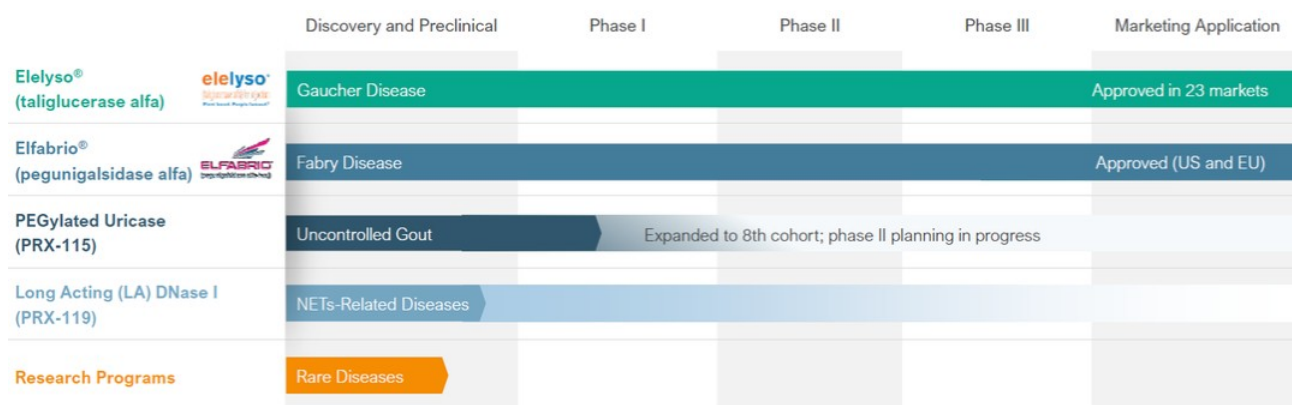 Discovery and Preclinical Phase I Phase II Phase III Marketing Application
Elelyso®
(taliglucerase alfa)
elelyso
Gaucher Disease Approved in 23 markets
Elfabrio®
(pegunigalsidase alfa)
ELFABRIO
Fabry Disease Approved (US and EU)
PEGylated Uricase
(PRX-115)
Uncontrolled Gout Expanded to 8th cohort; phase II planning in progress
Long Acting (LA) DNase I
(PRX-119)
NETs-Related Diseases
Research Programs Rare Diseases